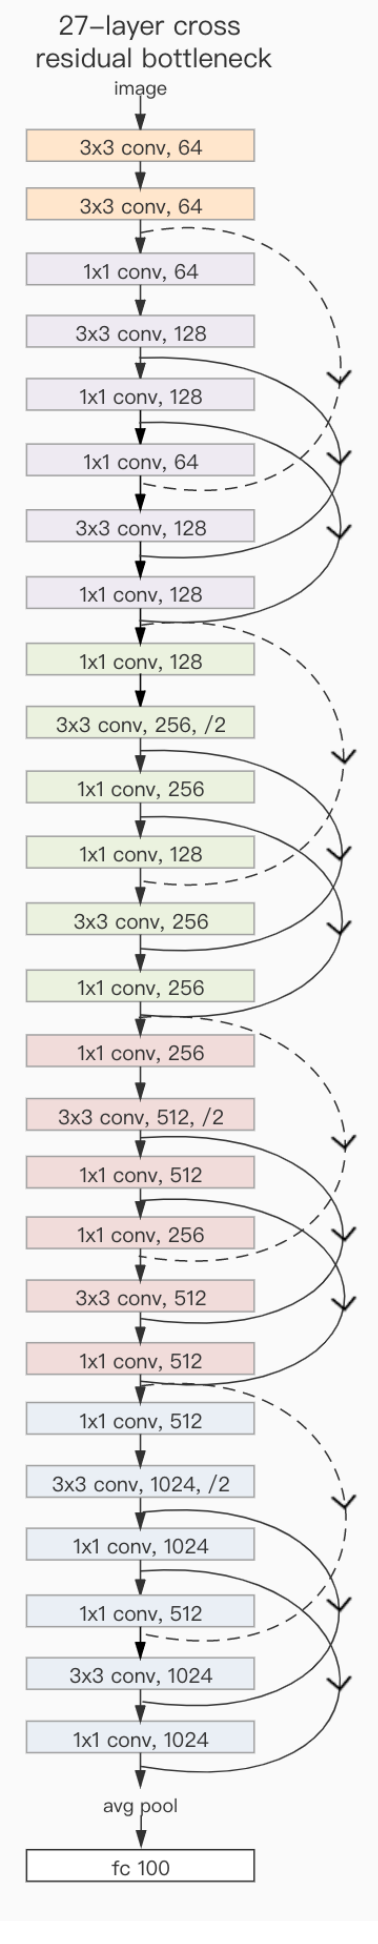 27-layer cross
residual bottleneck
image
3x3 conv, 64
3x3 conv, 64
1x1 conv, 64
3x3 conv, 128
1x1 conv, 128
1x1 conv, 64
3x3 conv, 128
1x1 conv, 128
1x1 conv, 128
3x3 conv, 256, /2
1x1 conv, 256
1x1 conv, 128
3x3 conv, 256
1x1 conv, 256
1x1 conv, 256
3x3 conv, 512, /2
1x1 conv, 512
1x1 conv, 256
3x3 conv, 512
1x1 conv, 512
1x1 conv, 512
3x3 conv, 1024, /2
1x1 conv, 1024
1x1 conv, 512
3x3 conv, 1024
1x1 conv, 1024
avg pool
fc 100